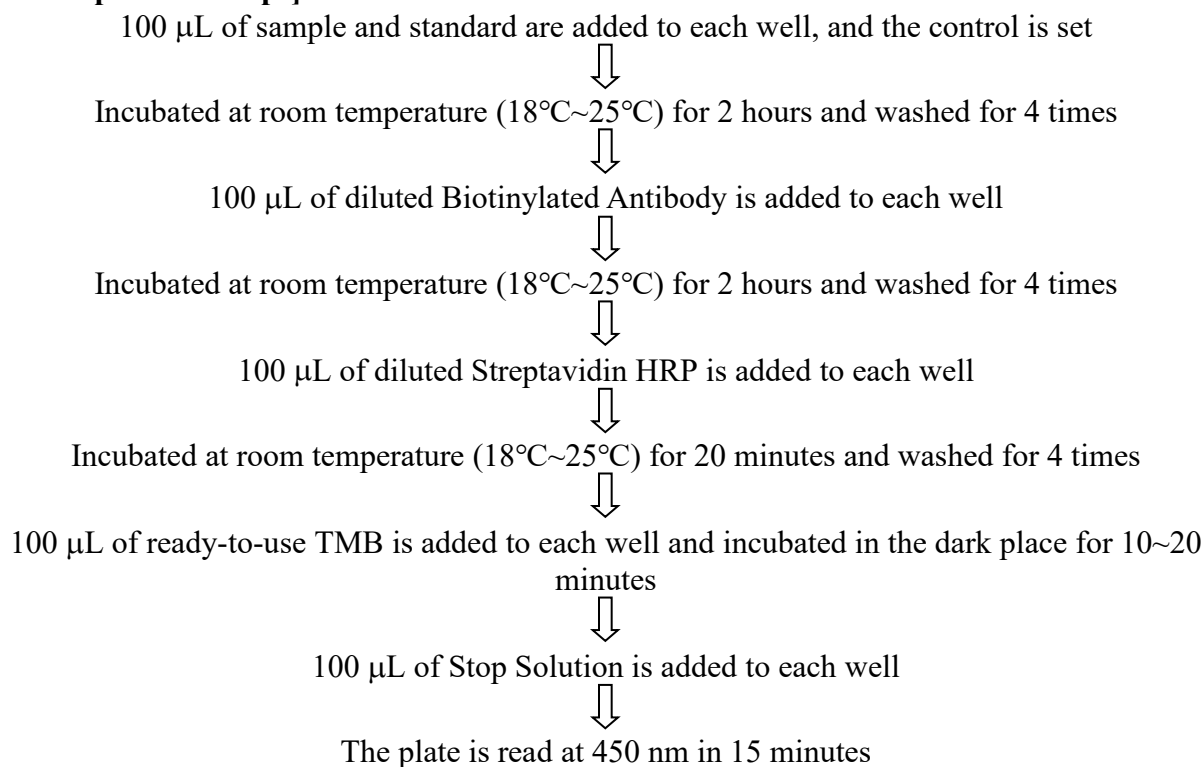 100 μL of sample and standard are added to each well, and the control is set
Incubated at room temperature (18℃~25℃) for 2 hours and washed for 4 times
100 μL of diluted Biotinylated Antibody is added to each well
Incubated at room temperature (18℃~25℃) for 2 hours and washed for 4 times
100 μL of diluted Streptavidin HRP is added to each well
Incubated at room temperature (18℃~25℃) for 20 minutes and washed for 4 times
100 μL of ready-to-use TMB is added to each well and incubated in the dark place for 10~20
minutes
100 μL of Stop Solution is added to each well
The plate is read at 450 nm in 15 minutes